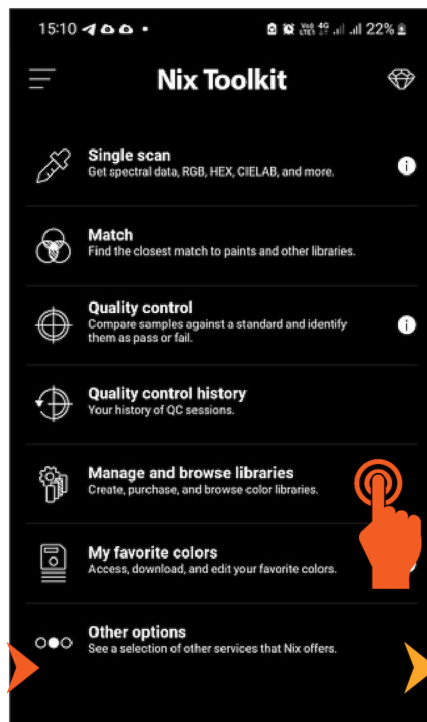 15:10
Vo)) 4G
LTE1
22%
Nix Toolkit
Single scan
Get spectral data, RGB, HEX, CIELAB, and more.
Match
Find the closest match to paints and other libraries.
Quality control
Compare samples against a standard and identify
them as pass or fail.
Quality control history
Your history of QC sessions.
Manage and browse libraries
Create, purchase, and browse color libraries.
My favorite colors
Access, download, and edit your favorite colors.
Other options
See a selection of other services that Nix offers.